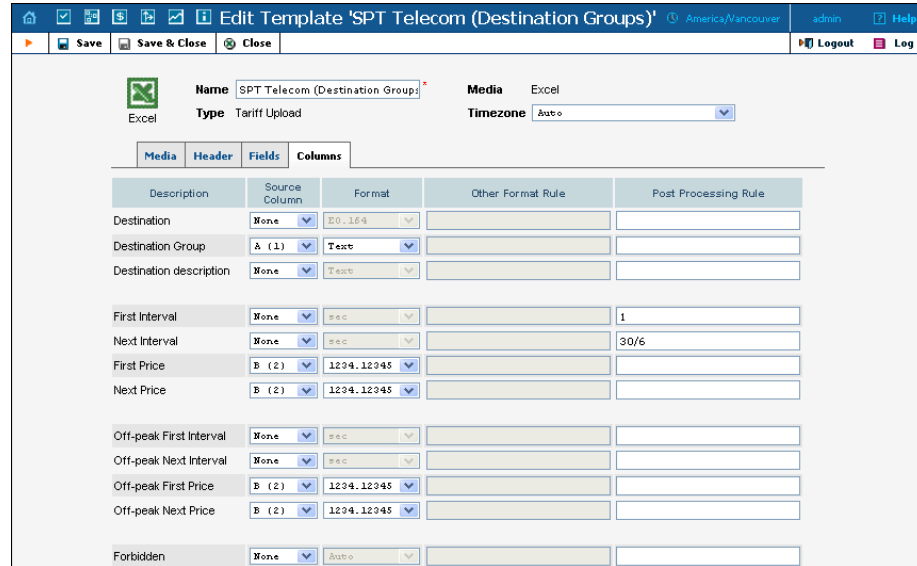 Edit Template 'SPT Telecom (Destination Groups)' America/Vancouver admin ? Help
Save Save & Close Close Logout Log
Name SPT Telecom (Destination Groups * Media Excel
Excel Type Tariff Upload Timezone Auto
Media Header Fields Columns
Description Source Column Format Other Format Rule Post Processing Rule
Destination None E0.164
Destination Group A (1) Text
Destination description None Text
First Interval None sec 1
Next Interval None sec 30/6
First Price B (2) 1234.12345
Next Price B (2) 1234.12345
Off-peak First Interval None sec
Off-peak Next Interval None sec
Off-peak First Price B (2) 1234.12345
Off-peak Next Price B (2) 1234.12345
Forbidden None Auto